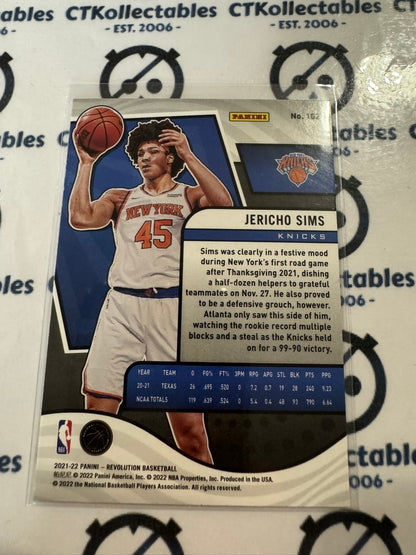 CTKollectables
CTKollectables
- EST. 2006 -
PANINI
No. 152
NEW YORK
45
KNICKS
JERICHO SIMS
KNICKS
Sims was clearly in a festive mood
during New York's first road game
after Thanksgiving 2021, dishing
a half-dozen helpers to grateful
teammates on Nov. 27. He also proved
to be a defensive grouch, however.
Atlanta only saw this side of him,
watching the rookie record multiple
blocks and a steal as the Knicks held
on for a 99-90 victory.
YEAR TEAM G FG% FT% 3PM RPG APG STL BLK PTS PPG
20-21 TEXAS 26 .695 .520 0 7.2 0.7 19 28 240 9.23
NCAA TOTALS 119 .639 .524 0 5.4 0.4 48 93 790 6.64
2021-22 PANINI – REVOLUTION BASKETBALL
帕尼尼 © 2022 Panini America, Inc. © 2022 NBA Properties, Inc. Produced in the USA.
© 2022 the National Basketball Players Association. All rights reserved.